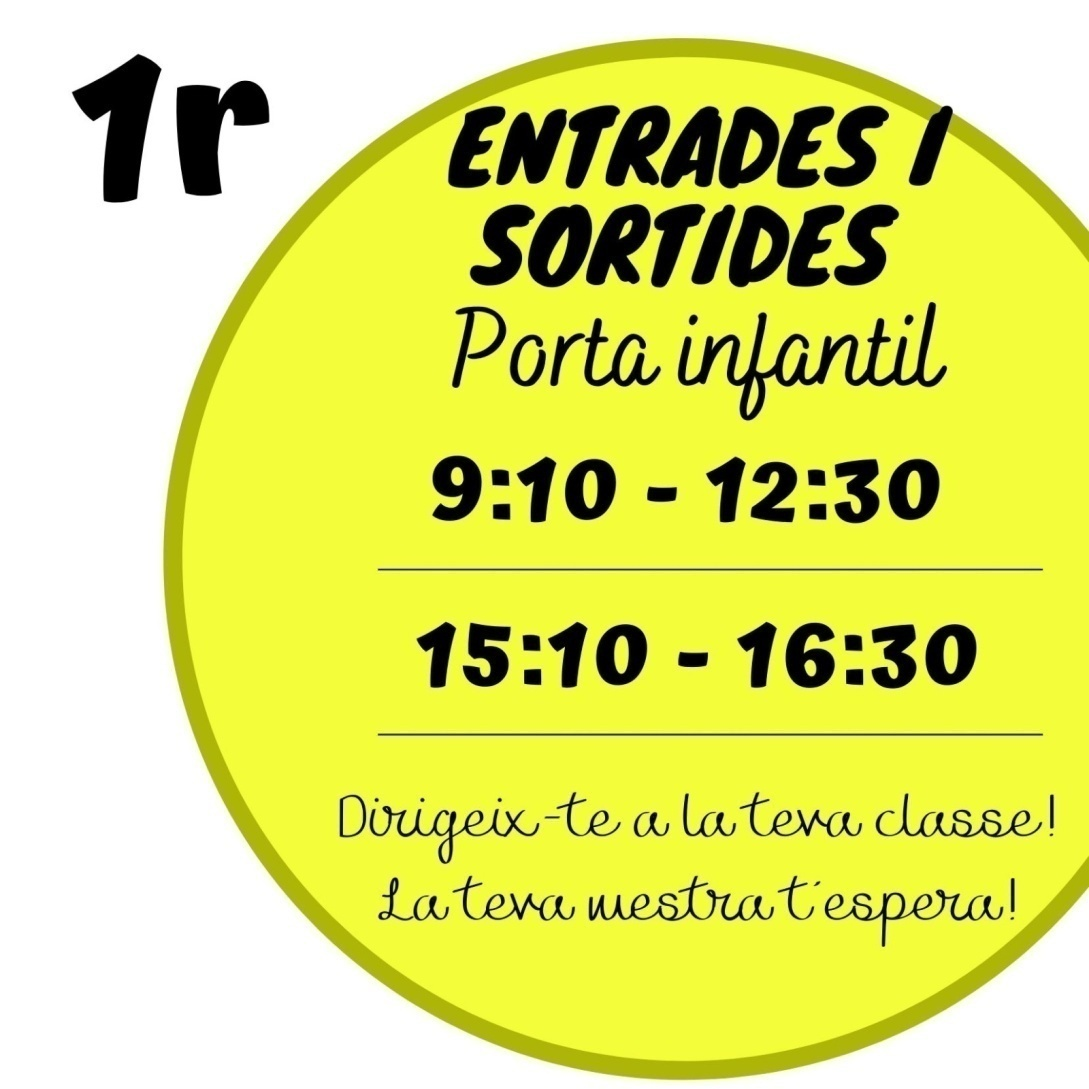 1r
ENTRADES I
SORTIDES
Porta infantil
9:10 - 12:30
15:10 - 16:30
Dirigeix-te a la teva classe!
La teva mestra t'espera!